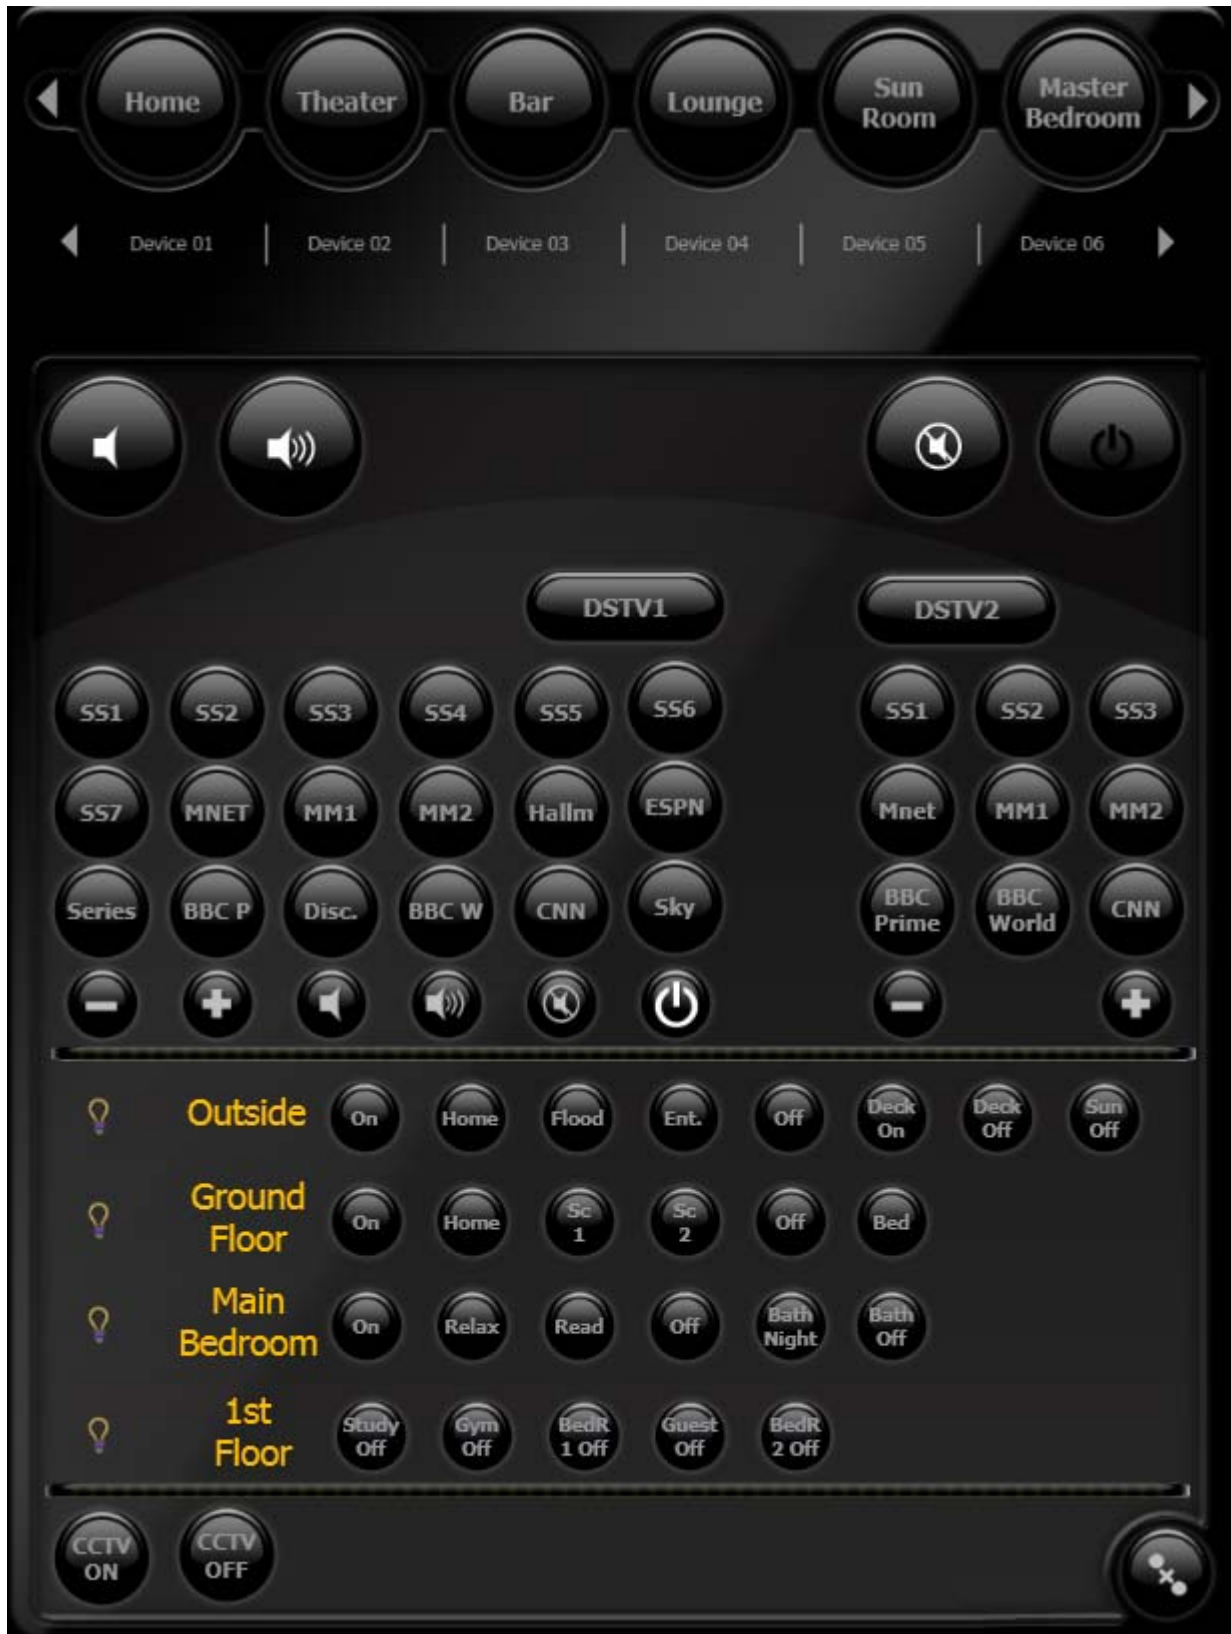 Home
Theater
Bar
Lounge
Sun
Room
Master
Bedroom
Device 01
Device 02
Device 03
Device 04
Device 05
Device 06
DSTV1
DSTV2
SS1
SS2
SS3
SS4
SS5
SS6
SS1
SS2
SS3
SS7
MNET
MM1
MM2
Hallm
ESPN
Mnet
MM1
MM2
Series
BBC P
Disc.
BBC W
CNN
Sky
BBC
Prime
BBC
World
CNN
Outside
On
Home
Flood
Ent.
Off
Deck
On
Deck
Off
Sun
Off
Ground
Floor
On
Home
Sc
1
Sc
2
Off
Bed
Main
Bedroom
On
Relax
Read
Off
Bath
Night
Bath
Off
1st
Floor
Study
Off
Gym
Off
BedR
1 Off
Guest
Off
BedR
2 Off
CCTV
ON
CCTV
OFF